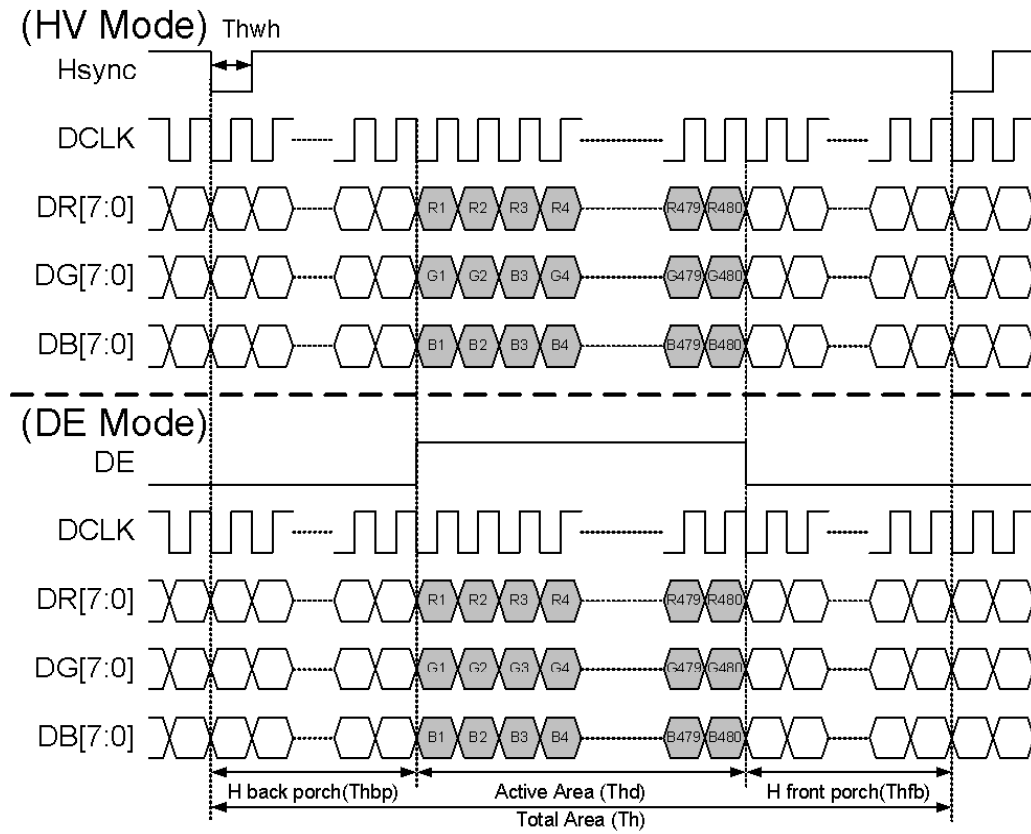 (HV Mode) Thwh
Hsync
DCLK
DR[7:0] R1 R2 R3 R4 R479 R480
DG[7:0] G1 G2 B3 G4 G479 G480
DB[7:0] B1 B2 B3 B4 B479 B480
(DE Mode)
DE
DCLK
DR[7:0] R1 R2 R3 R4 R479 R480
DG[7:0] G1 G2 G3 G4 G479 G480
DB[7:0] B1 B2 B3 B4 B479 B480
H back porch(Thbp) Active Area (Thd) H front porch(Thfb)
Total Area (Th)